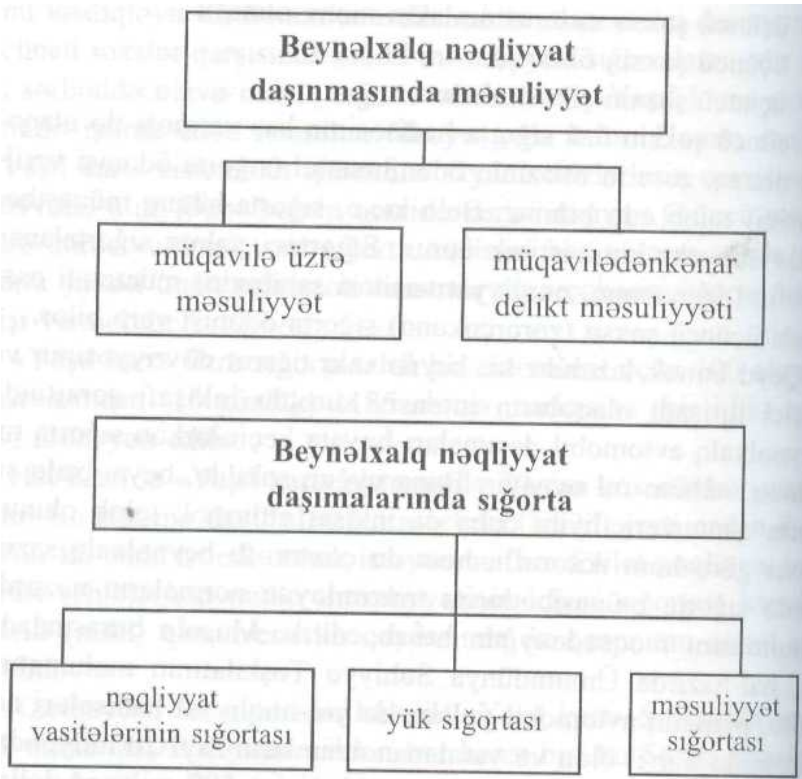 Beynəlxalq nəqliyyat
daşınmasında məsuliyyət
müqavilə üzrə
məsuliyyət
müqavilədənkənar
delikt məsuliyyəti
Beynəlxalq nəqliyyat
daşımalarında sığorta
nəqliyyat
vasitələrinin sığortası
yük sığortası
məsuliyyət
sığortası